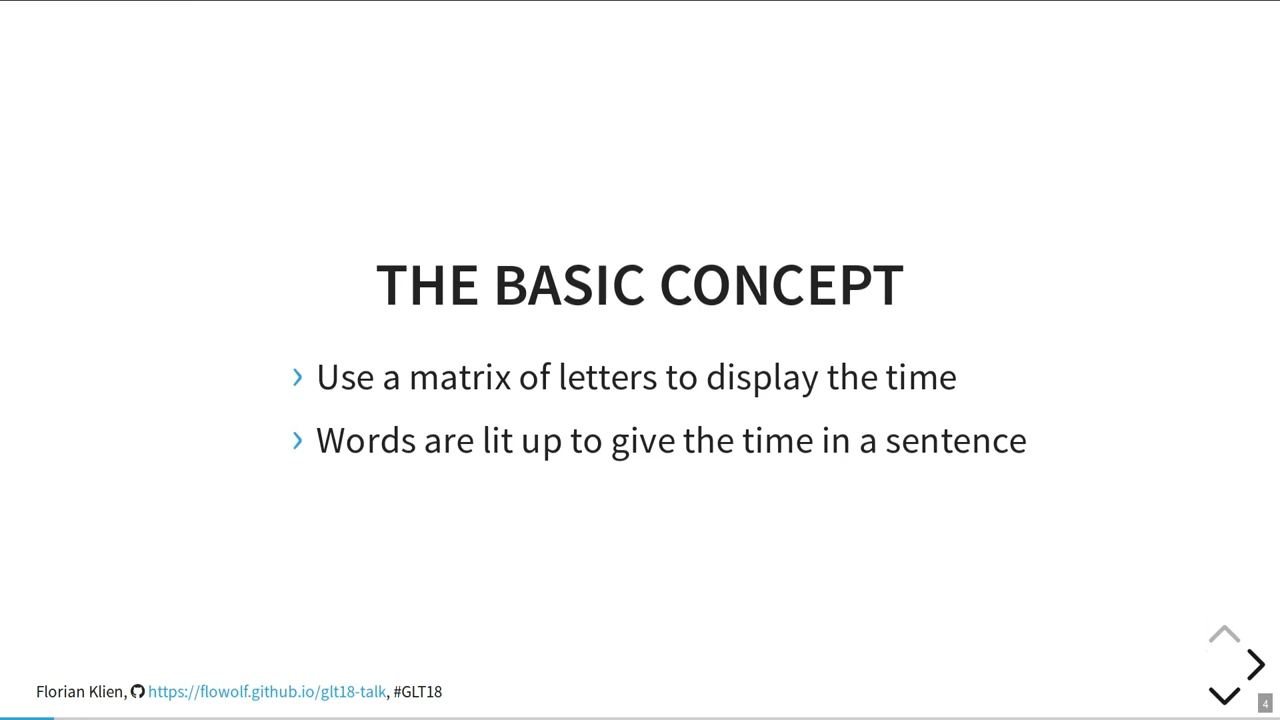 THE BASIC CONCEPT
Use a matrix of letters to display the time
Words are lit up to give the time in a sentence
Florian Klien, https://flowolf.github.io/glt18-talk, #GLT18
4